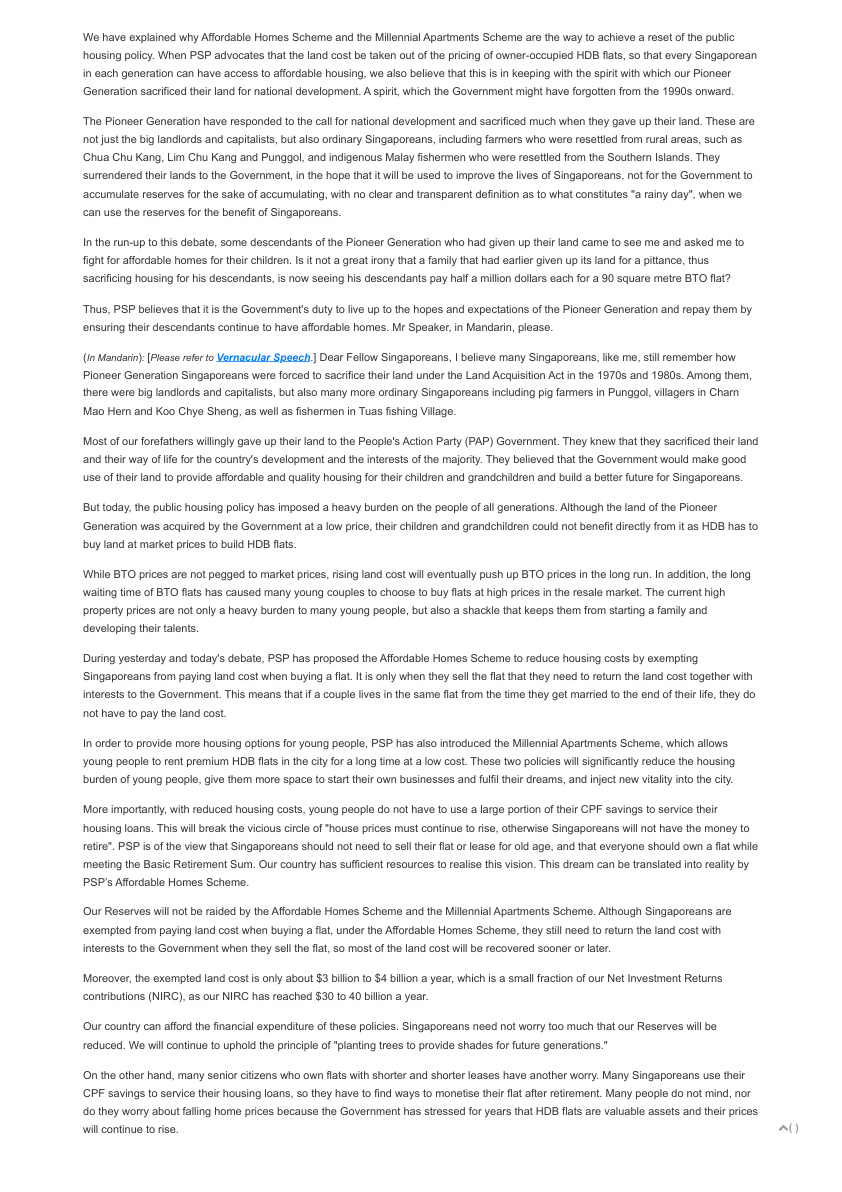 We have explained why Affordable Homes Scheme and the Millennial Apartments Scheme are the way to achieve a reset of the public
housing policy. When PSP advocates that the land cost be taken out of the pricing of owner-occupied HDB flats, so that every Singaporean
in each generation can have access to affordable housing, we also believe that this is in keeping with the spirit with which our Pioneer
Generation sacrificed their land for national development. A spirit, which the Government might have forgotten from the 1990s onward.
The Pioneer Generation have responded to the call for national development and sacrificed much when they gave up their land. These are
not just the big landlords and capitalists, but also ordinary Singaporeans, including farmers who were resettled from rural areas, such as
Chua Chu Kang, Lim Chu Kang and Punggol, and indigenous Malay fishermen who were resettled from the Southern Islands. They
surrendered their lands to the Government, in the hope that it will be used to improve the lives of Singaporeans, not for the Government to
accumulate reserves for the sake of accumulating, with no clear and transparent definition as to what constitutes "a rainy day", when we
can use the reserves for the benefit of Singaporeans.
In the run-up to this debate, some descendants of the Pioneer Generation who had given up their land came to see me and asked me to
fight for affordable homes for their children. Is it not a great irony that a family that had earlier given up its land for a pittance, thus
sacrificing housing for his descendants, is now seeing his descendants pay half a million dollars each for a 90 square metre BTO flat?
Thus, PSP believes that it is the Government's duty to live up to the hopes and expectations of the Pioneer Generation and repay them by
ensuring their descendants continue to have affordable homes. Mr Speaker, in Mandarin, please.
(In Mandarin): [Please refer to Vernacular Speech.] Dear Fellow Singaporeans, I believe many Singaporeans, like me, still remember how
Pioneer Generation Singaporeans were forced to sacrifice their land under the Land Acquisition Act in the 1970s and 1980s. Among them,
there were big landlords and capitalists, but also many more ordinary Singaporeans including pig farmers in Punggol, villagers in Charn
Mao Hern and Koo Chye Sheng, as well as fishermen in Tuas fishing Village.
Most of our forefathers willingly gave up their land to the People's Action Party (PAP) Government. They knew that they sacrificed their land
and their way of life for the country's development and the interests of the majority. They believed that the Government would make good
use of their land to provide affordable and quality housing for their children and grandchildren and build a better future for Singaporeans.
But today, the public housing policy has imposed a heavy burden on the people of all generations. Although the land of the Pioneer
Generation was acquired by the Government at a low price, their children and grandchildren could not benefit directly from it as HDB has to
buy land at market prices to build HDB flats.
While BTO prices are not pegged to market prices, rising land cost will eventually push up BTO prices in the long run. In addition, the long
waiting time of BTO flats has caused many young couples to choose to buy flats at high prices in the resale market. The current high
property prices are not only a heavy burden to many young people, but also a shackle that keeps them from starting a family and
developing their talents.
During yesterday and today's debate, PSP has proposed the Affordable Homes Scheme to reduce housing costs by exempting
Singaporeans from paying land cost when buying a flat. It is only when they sell the flat that they need to return the land cost together with
interests to the Government. This means that if a couple lives in the same flat from the time they get married to the end of their life, they do
not have to pay the land cost.
In order to provide more housing options for young people, PSP has also introduced the Millennial Apartments Scheme, which allows
young people to rent premium HDB flats in the city for a long time at a low cost. These two policies will significantly reduce the housing
burden of young people, give them more space to start their own businesses and fulfil their dreams, and inject new vitality into the city.
More importantly, with reduced housing costs, young people do not have to use a large portion of their CPF savings to service their
housing loans. This will break the vicious circle of "house prices must continue to rise, otherwise Singaporeans will not have the money to
retire". PSP is of the view that Singaporeans should not need to sell their flat or lease for old age, and that everyone should own a flat while
meeting the Basic Retirement Sum. Our country has sufficient resources to realise this vision. This dream can be translated into reality by
PSP's Affordable Homes Scheme.
Our Reserves will not be raided by the Affordable Homes Scheme and the Millennial Apartments Scheme. Although Singaporeans are
exempted from paying land cost when buying a flat, under the Affordable Homes Scheme, they still need to return the land cost with
interests to the Government when they sell the flat, so most of the land cost will be recovered sooner or later.
Moreover, the exempted land cost is only about $3 billion to $4 billion a year, which is a small fraction of our Net Investment Returns
contributions (NIRC), as our NIRC has reached $30 to 40 billion a year.
Our country can afford the financial expenditure of these policies. Singaporeans need not worry too much that our Reserves will be
reduced. We will continue to uphold the principle of "planting trees to provide shades for future generations."
On the other hand, many senior citizens who own flats with shorter and shorter leases have another worry. Many Singaporeans use their
CPF savings to service their housing loans, so they have to find ways to monetise their flat after retirement. Many people do not mind, nor
do they worry about falling home prices because the Government has stressed for years that HDB flats are valuable assets and their prices
will continue to rise.
( )